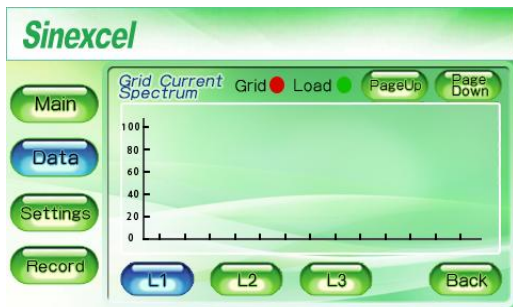 Sinexcel
Grid Current Spectrum
Grid Load
PageUp
Page Down
Main
Data
Settings
Record
100
80
60
40
20
0
L1
L2
L3
Back